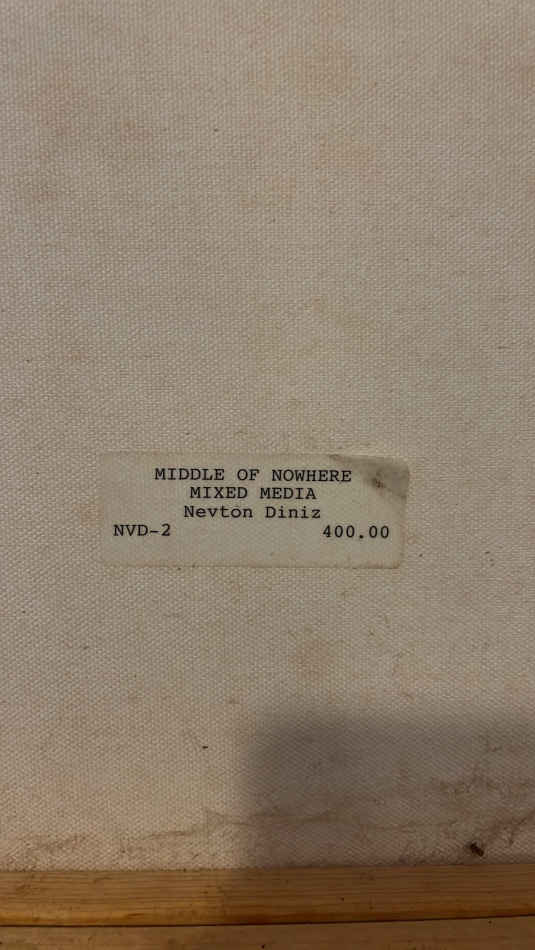 MIDDLE OF NOWHERE
MIXED MEDIA
Nevton Diniz
NVD-2 400.00